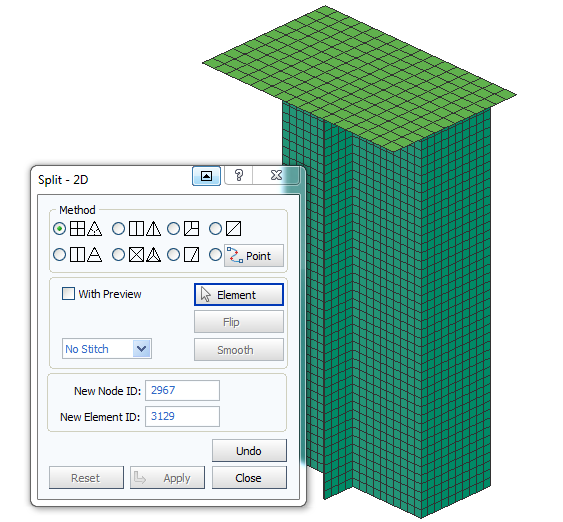 Split - 2D
?
Method
Point
With Preview
Element
Flip
No Stitch
Smooth
New Node ID: 2967
New Element ID: 3129
Undo
Reset
Apply
Close